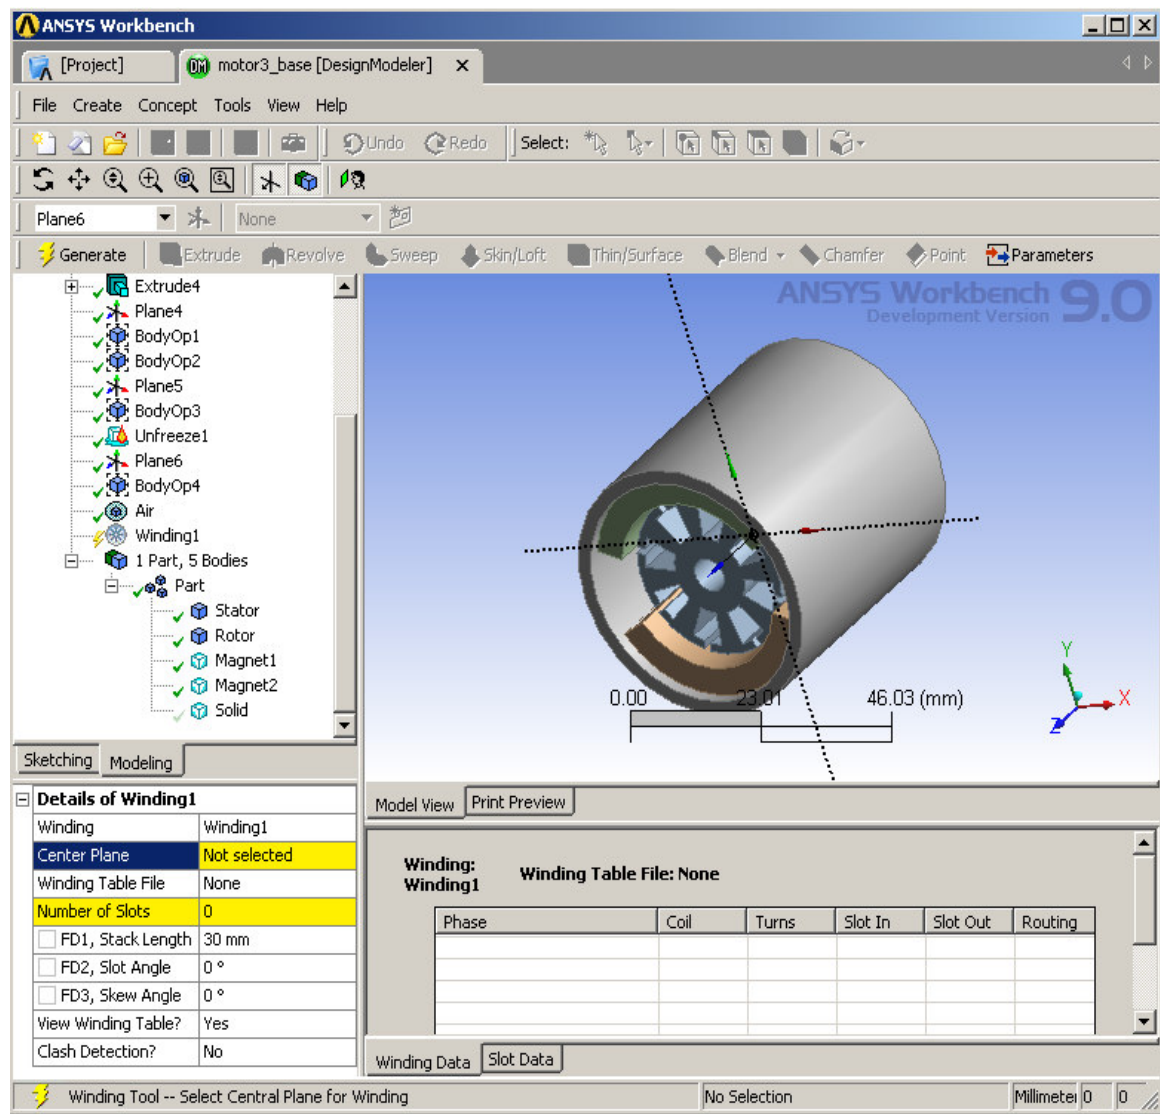 ANSYS Workbench
[Project]
motor3_base [DesignModeler]
File Create Concept Tools View Help
Undo Redo Select:
Plane6 None
Generate Extrude Revolve Sweep Skin/Loft Thin/Surface Blend Chamfer Point Parameters
Extrude4
Plane4
BodyOp1
BodyOp2
Plane5
BodyOp3
Unfreeze1
Plane6
BodyOp4
Air
Winding1
1 Part, 5 Bodies
Part
Stator
Rotor
Magnet1
Magnet2
Solid
Sketching Modeling
ANSYS Workbench 9.0
Development Version
0.00 23.01 46.03 (mm)
Y
X
Z
Model View Print Preview
Details of Winding1
Winding Winding1
Center Plane Not selected
Winding Table File None
Number of Slots 0
FD1, Stack Length 30 mm
FD2, Slot Angle 0 °
FD3, Skew Angle 0 °
View Winding Table? Yes
Clash Detection? No
Winding:
Winding1
Winding Table File: None
Phase Coil Turns Slot In Slot Out Routing
Winding Data Slot Data
Winding Tool -- Select Central Plane for Winding No Selection Millimeter 0 0